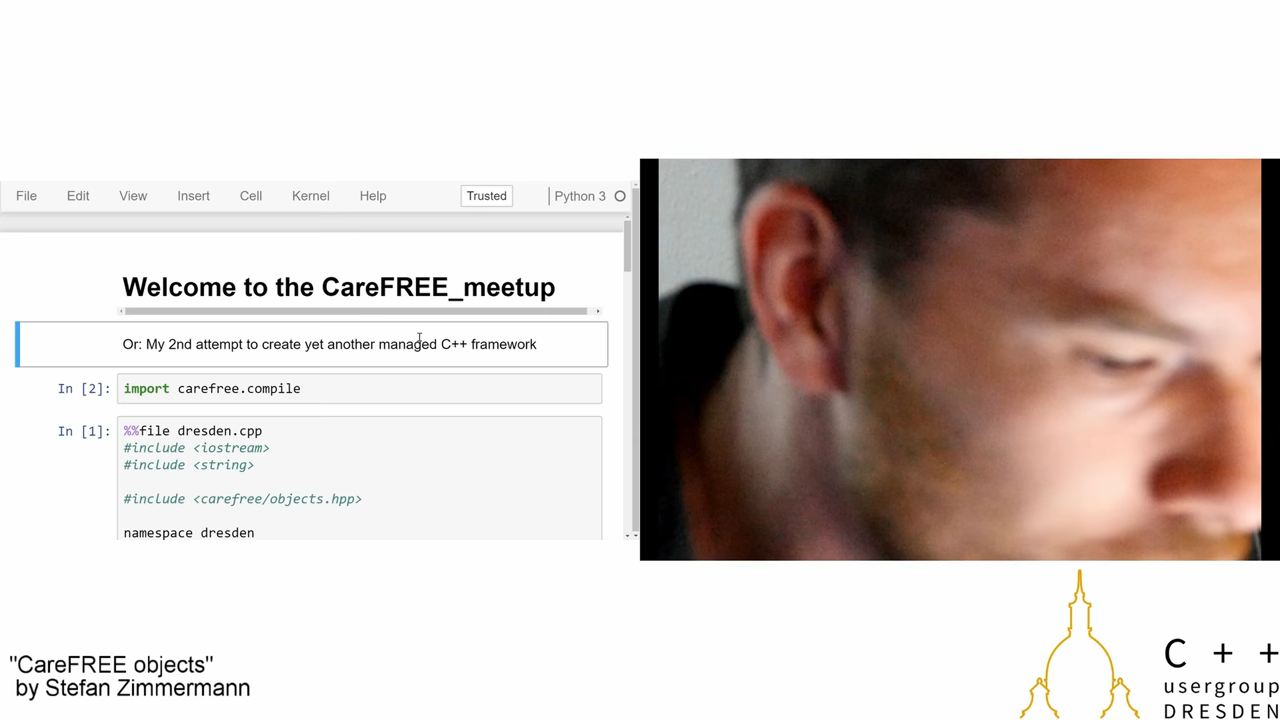 File Edit View Insert Cell Kernel Help Trusted Python 3
Welcome to the CareFREE_meetup
Or: My 2nd attempt to create yet another managed C++ framework
In [2]: import carefree.compile
In [1]: %%file dresden.cpp
#include <iostream>
#include <string>
#include <carefree/objects.hpp>
namespace dresden
"CareFREE objects"
by Stefan Zimmermann
C + +
usergroup
DRESDEN